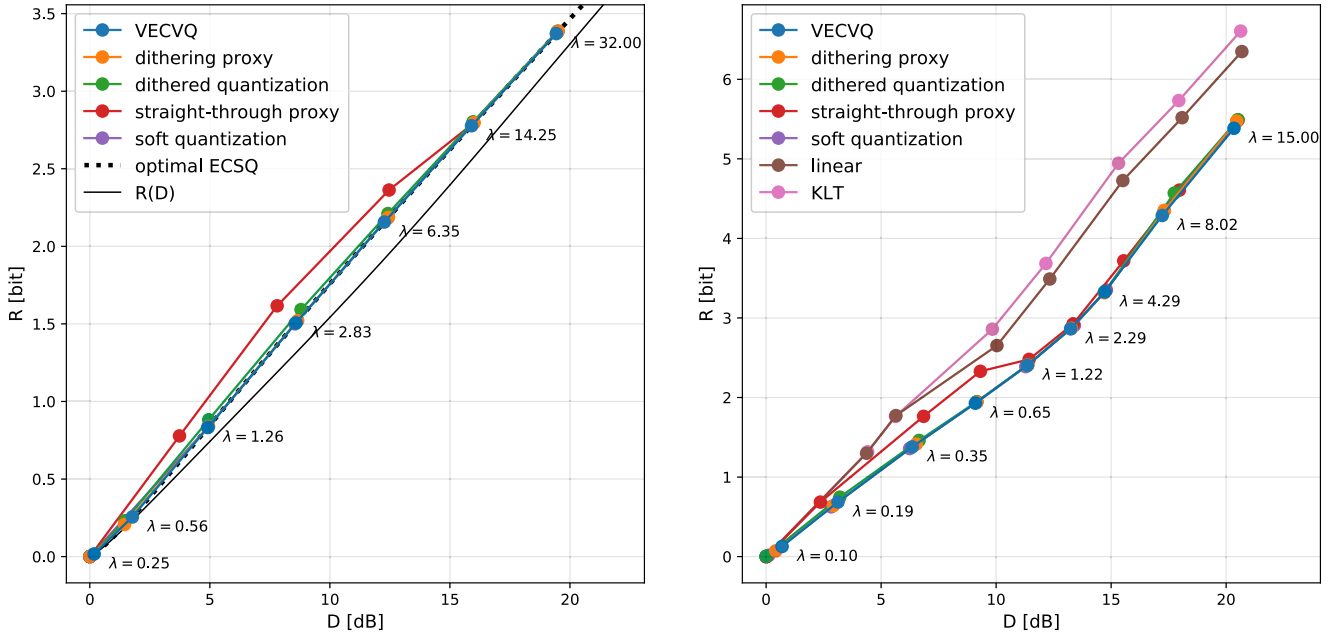 VECVQ
dithering proxy
dithered quantization
straight-through proxy
soft quantization
optimal ECSQ
R(D)
3.5
3.0
2.5
2.0
1.5
1.0
0.5
0.0
R [bit]
0
5
10
15
20
D [dB]
λ = 32.00
λ = 14.25
λ = 6.35
λ = 2.83
λ = 1.26
λ = 0.56
λ = 0.25
VECVQ
dithering proxy
dithered quantization
straight-through proxy
soft quantization
linear
KLT
6
5
4
3
2
1
0
R [bit]
0
5
10
15
20
D [dB]
λ = 15.00
λ = 8.02
λ = 4.29
λ = 2.29
λ = 1.22
λ = 0.65
λ = 0.35
λ = 0.19
λ = 0.10